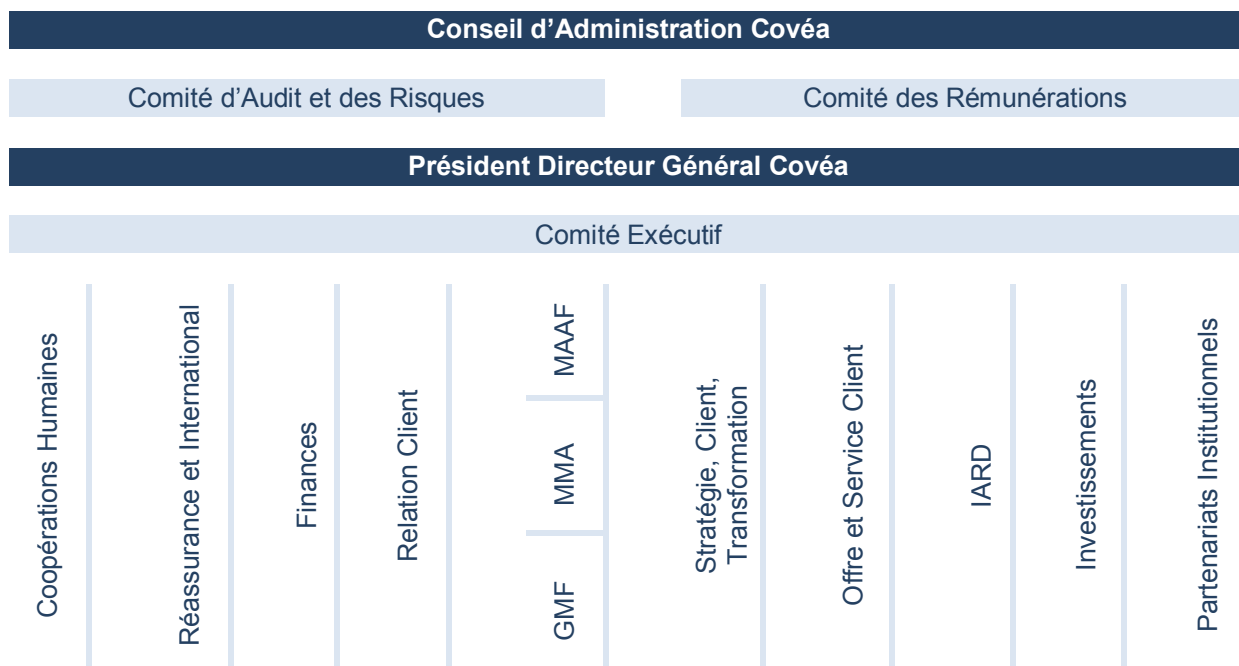 Conseil d’Administration Covéa
Comité d’Audit et des Risques
Comité des Rémunérations
Président Directeur Général Covéa
Comité Exécutif
Coopérations Humaines
Réassurance et International
Finances
Relation Client
MAAF
MMA
GMF
Stratégie, Client,
Transformation
Offre et Service Client
IARD
Investissements
Partenariats Institutionnels